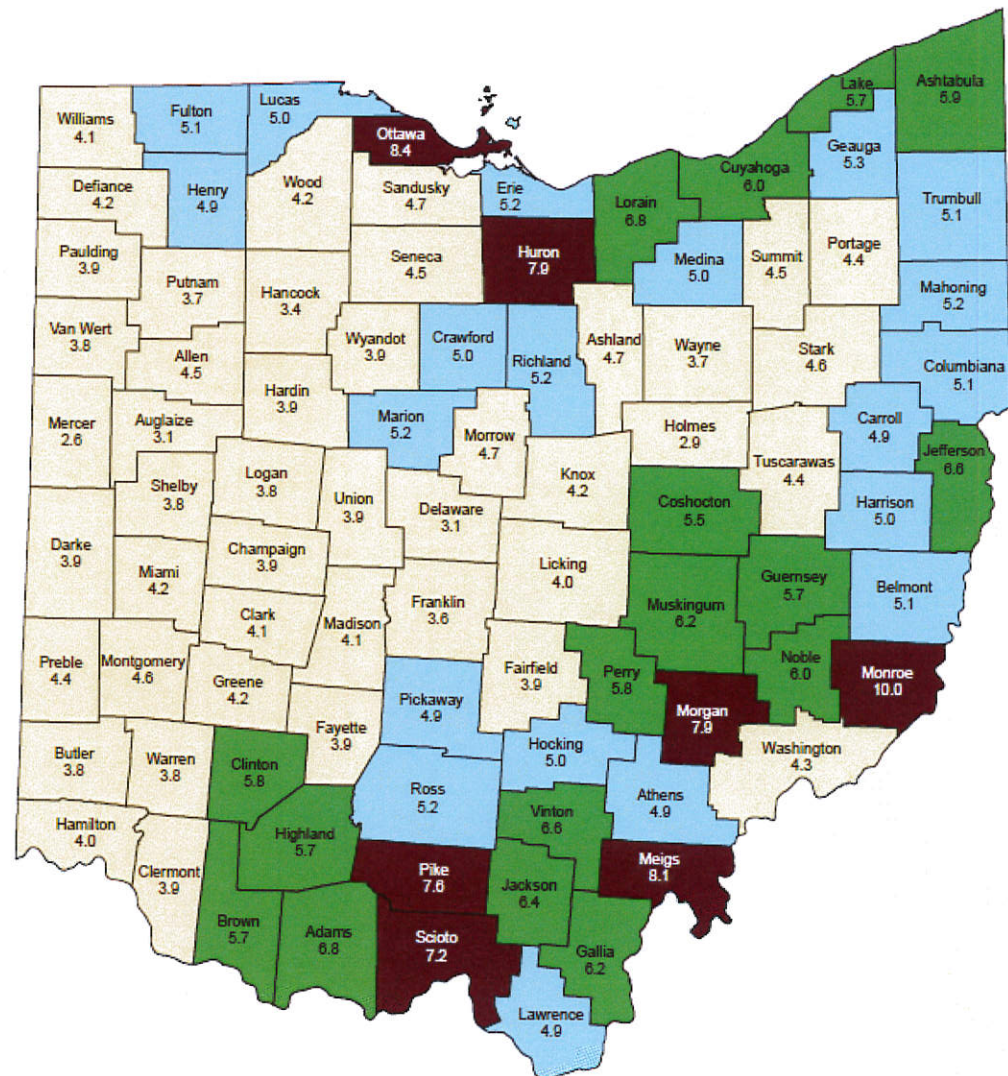 Williams
4.1
Fulton
5.1
Lucas
5.0
Ottawa
8.4
Lake
5.7
Ashtabula
5.9
Defiance
4.2
Henry
4.9
Wood
4.2
Sandusky
4.7
Erie
5.2
Lorain
6.8
Cuyahoga
6.0
Geauga
5.3
Trumbull
5.1
Paulding
3.9
Putnam
3.7
Hancock
3.4
Seneca
4.5
Huron
7.9
Medina
5.0
Summit
4.5
Portage
4.4
Mahoning
5.2
Van Wert
3.8
Allen
4.5
Wyandot
3.9
Crawford
5.0
Richland
5.2
Ashland
4.7
Wayne
3.7
Stark
4.6
Columbiana
5.1
Mercer
2.6
Auglaize
3.1
Hardin
3.9
Marion
5.2
Morrow
4.7
Holmes
2.9
Tuscarawas
4.4
Carroll
4.9
Jefferson
6.6
Shelby
3.8
Logan
3.8
Union
3.9
Delaware
3.1
Knox
4.2
Coshocton
5.5
Harrison
5.0
Darke
3.9
Miami
4.2
Champaign
3.9
Licking
4.0
Guernsey
5.7
Belmont
5.1
Clark
4.1
Madison
4.1
Franklin
3.6
Muskingum
6.2
Preble
4.4
Montgomery
4.6
Greene
4.2
Fayette
3.9
Pickaway
4.9
Fairfield
3.9
Perry
5.8
Morgan
7.9
Noble
6.0
Monroe
10.0
Butler
3.8
Warren
3.8
Clinton
5.8
Ross
5.2
Hocking
5.0
Athens
4.9
Washington
4.3
Hamilton
4.0
Clermont
3.9
Highland
5.7
Pike
7.6
Vinton
6.6
Meigs
8.1
Brown
5.7
Adams
6.8
Scioto
7.2
Jackson
6.4
Gallia
6.2
Lawrence
4.9